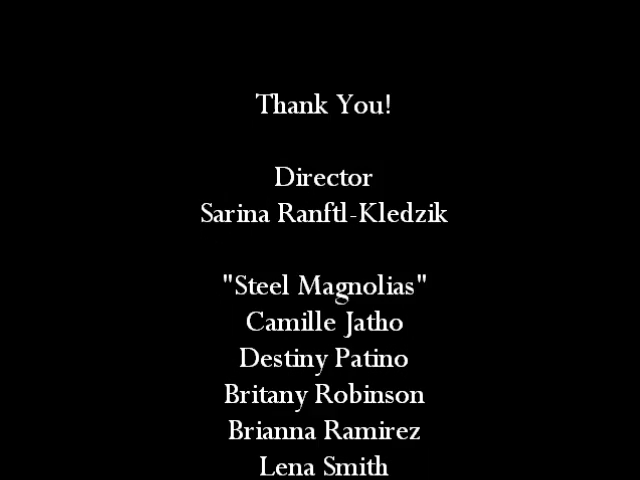 Thank You!
Director
Sarina Ranftl-Kledzik
"Steel Magnolias"
Camille Jatho
Destiny Patino
Britany Robinson
Brianna Ramirez
Lena Smith